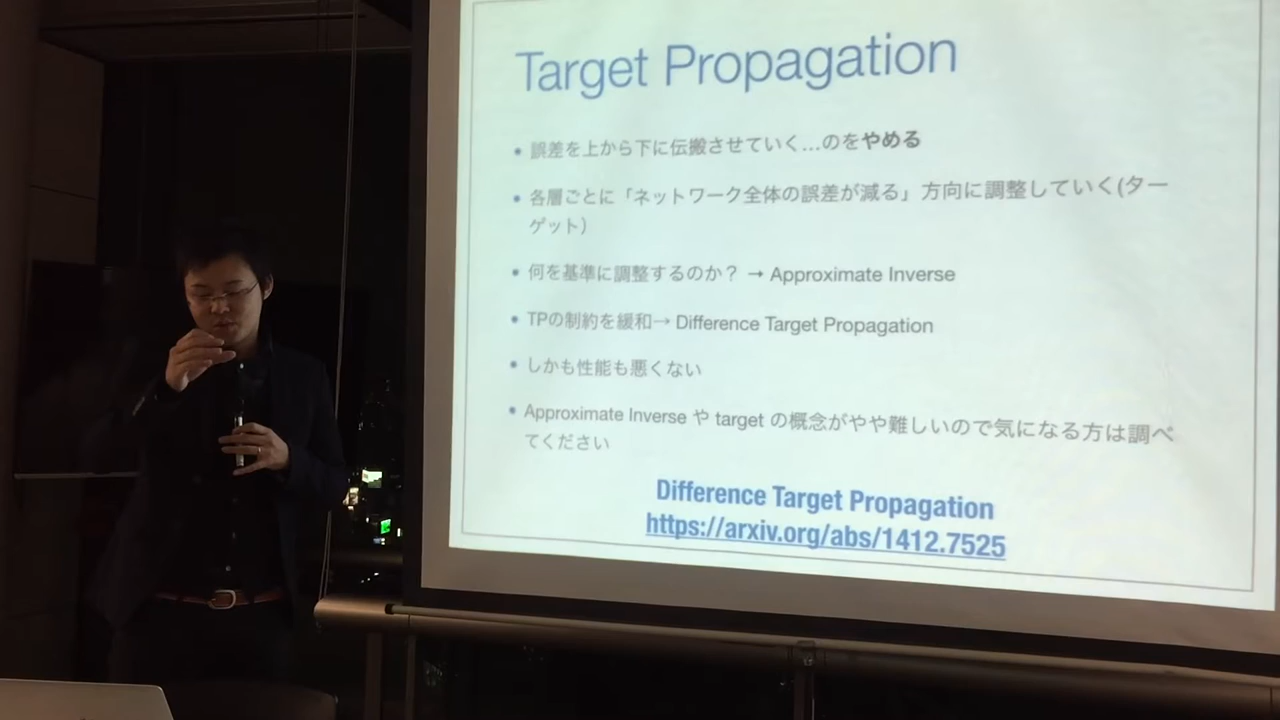 Target Propagation
• 誤差を上から下に伝搬させていく…のをやめる
• 各層ごとに「ネットワーク全体の誤差が減る」方向に調整していく(ター
ゲット)
• 何を基準に調整するのか？ → Approximate Inverse
• TPの制約を緩和→ Difference Target Propagation
• しかも性能も悪くない
• Approximate Inverse や target の概念がやや難しいので気になる方は調べ
てください
Difference Target Propagation
https://arxiv.org/abs/1412.7525